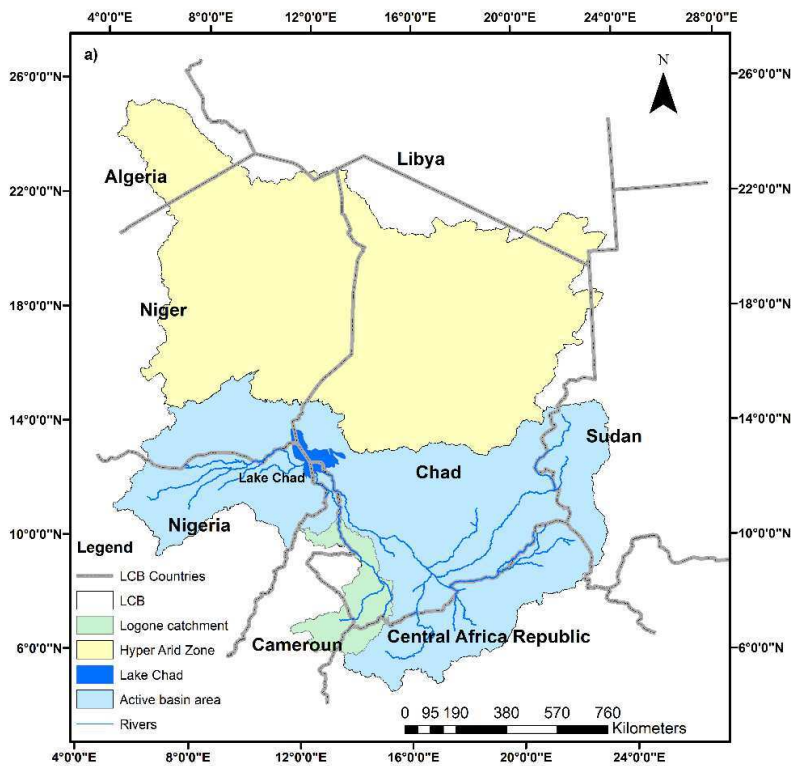 4°0'0"E 8°0'0"E 12°0'0"E 16°0'0"E 20°0'0"E 24°0'0"E 28°0'0"E
a)
N
26°0'0"N 26°0'0"N
Libya
Algeria
22°0'0"N 22°0'0"N
Niger
18°0'0"N 18°0'0"N
14°0'0"N 14°0'0"N
Sudan
Chad
Lake Chad
Nigeria
10°0'0"N 10°0'0"N
Legend
LCB Countries
LCB
Logone catchment
Hyper Arid Zone
Lake Chad
Active basin area
Rivers
Cameroun
Central Africa Republic
6°0'0"N 6°0'0"N
0 95 190 380 570 760
Kilometers
4°0'0"E 8°0'0"E 12°0'0"E 16°0'0"E 20°0'0"E 24°0'0"E